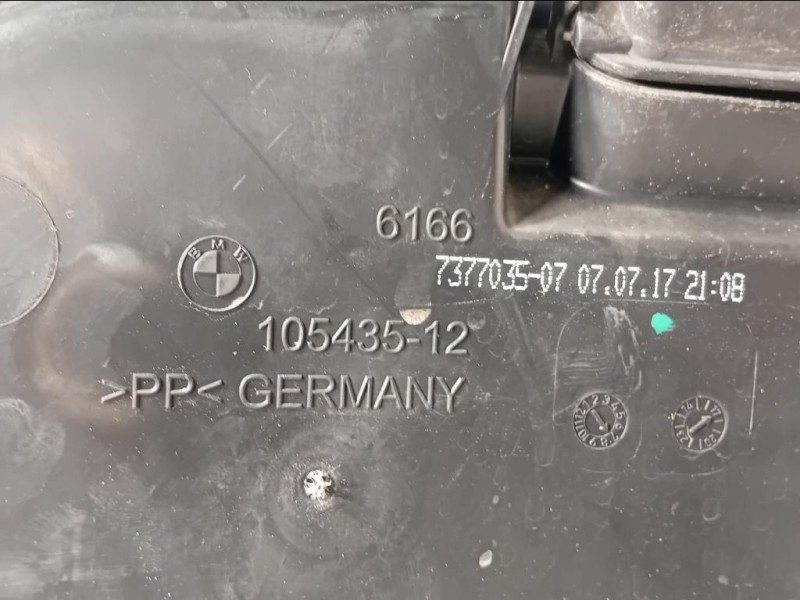 6166
BMW
7377035-07 07.07.17 21:08
105435-12
>PP< GERMANY